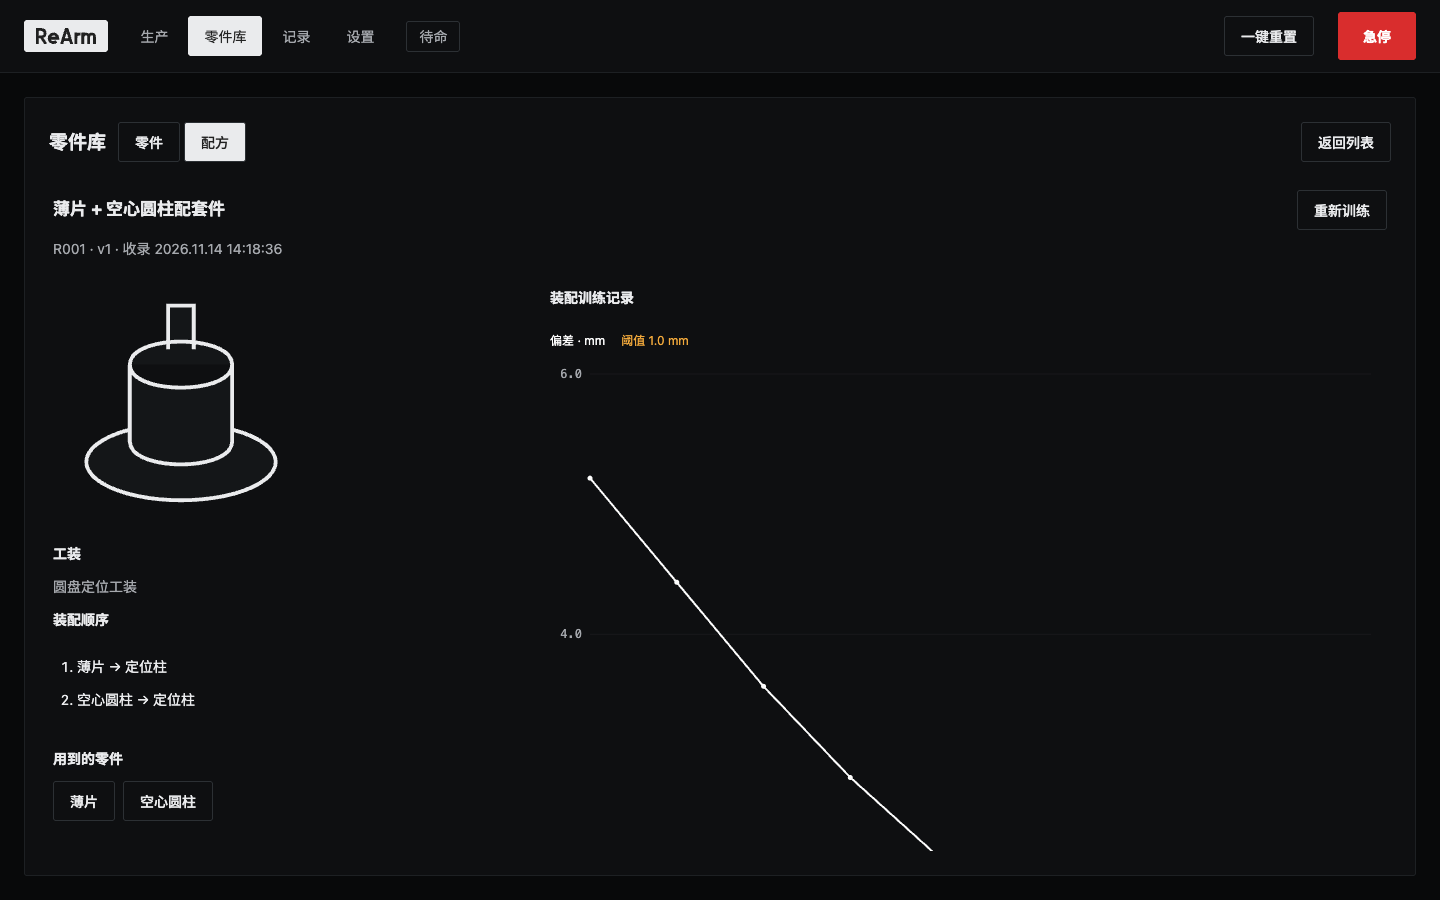 ReArm 生产 零件库 记录 设置 待命 一键重置 急停
零件库 零件 配方 返回列表
薄片 + 空心圆柱配套件 重新训练
R001 · v1 · 收录 2026.11.14 14:18:36
装配训练记录
偏差 · mm 阈值 1.0 mm
6.0
4.0
工装
圆盘定位工装
装配顺序
1. 薄片 → 定位柱
2. 空心圆柱 → 定位柱
用到的零件
薄片 空心圆柱